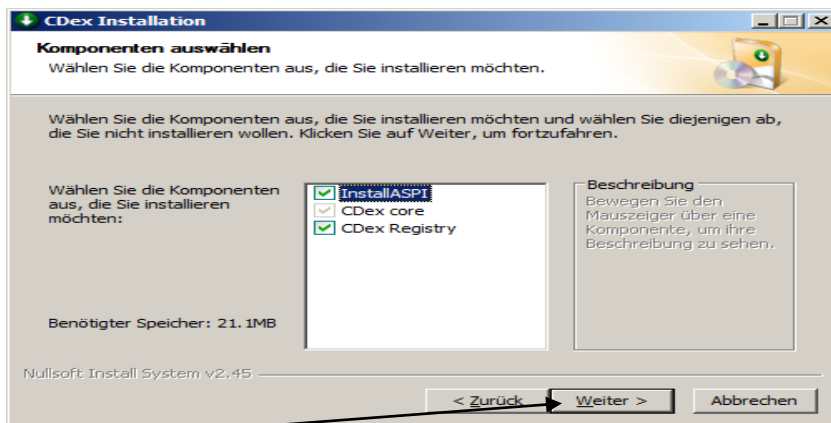 CDex Installation
Komponenten auswählen
Wählen Sie die Komponenten aus, die Sie installieren möchten.
Wählen Sie die Komponenten aus, die Sie installieren möchten und wählen Sie diejenigen ab,
die Sie nicht installieren wollen. Klicken Sie auf Weiter, um fortzufahren.
Wählen Sie die Komponenten
aus, die Sie installieren
möchten:
InstallASPI
CDex core
CDex Registry
Beschreibung
Bewegen Sie den
Mauszeiger über eine
Komponente, um ihre
Beschreibung zu sehen.
Benötigter Speicher: 21.1MB
Nullsoft Install System v2.45
< Zurück
Weiter >
Abbrechen